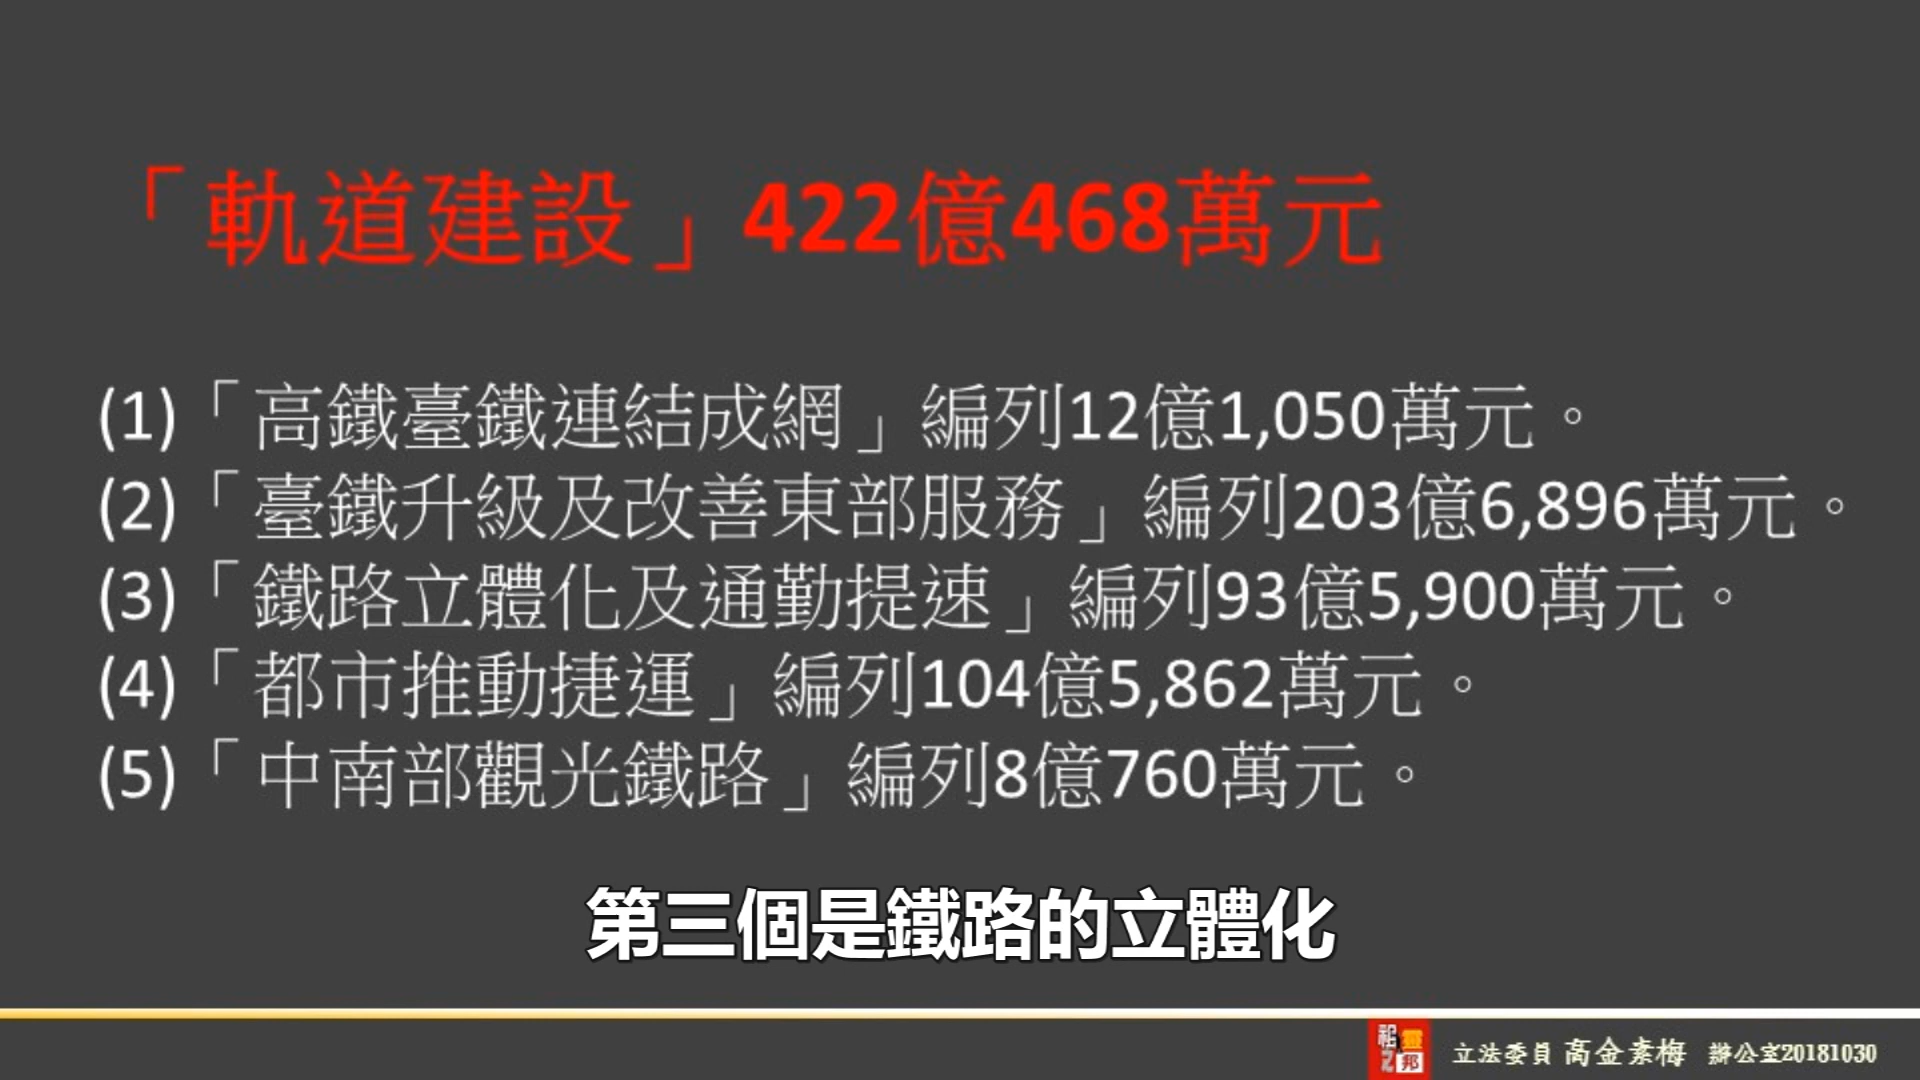 「軌道建設」422億468萬元
(1)「高鐵臺鐵連結成網」編列12億1,050萬元。
(2)「臺鐵升級及改善東部服務」編列203億6,896萬元。
(3)「鐵路立體化及通勤提速」編列93億5,900萬元。
(4)「都市推動捷運」編列104億5,862萬元。
(5)「中南部觀光鐵路」編列8億760萬元。
第三個是鐵路的立體化
祖靈之邦 立法委員 高金素梅 辦公室20181030